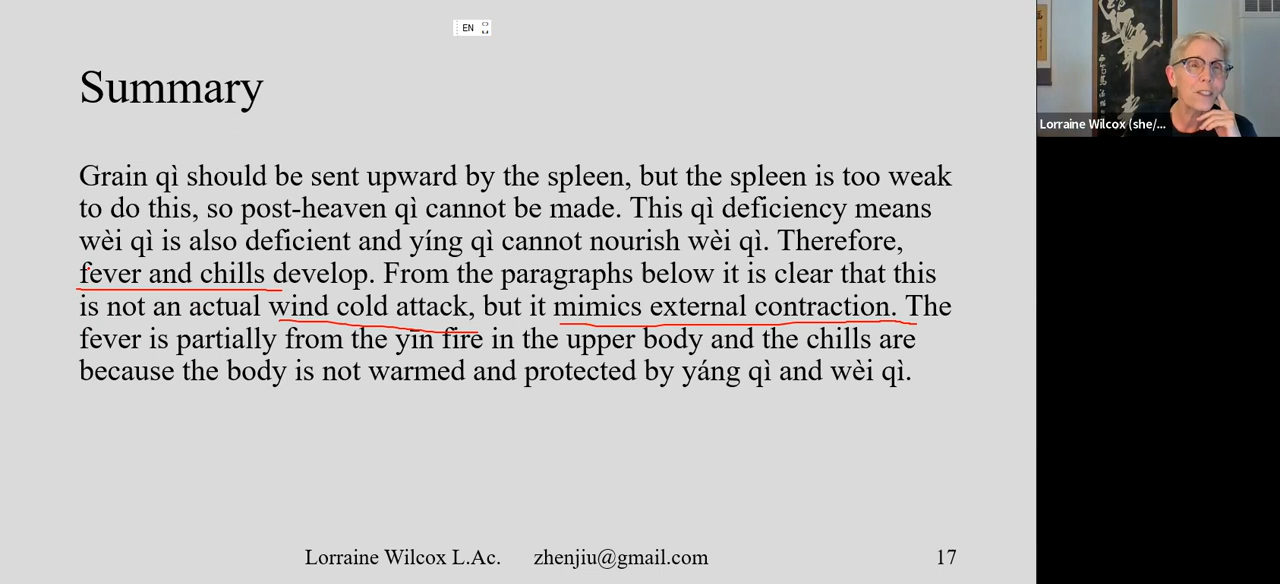 EN
Summary
Grain qì should be sent upward by the spleen, but the spleen is too weak
to do this, so post-heaven qì cannot be made. This qì deficiency means
wèi qì is also deficient and yíng qì cannot nourish wèi qì. Therefore,
fever and chills develop. From the paragraphs below it is clear that this
is not an actual wind cold attack, but it mimics external contraction. The
fever is partially from the yīn fire in the upper body and the chills are
because the body is not warmed and protected by yáng qì and wèi qì.
Lorraine Wilcox L.Ac. zhenjiu@gmail.com 17
Lorraine Wilcox (she/...